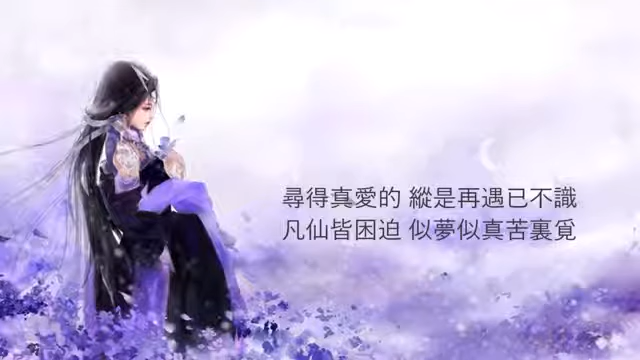 尋得真愛的 縱是再遇已不識
凡仙皆困迫 似夢似真苦裏覓